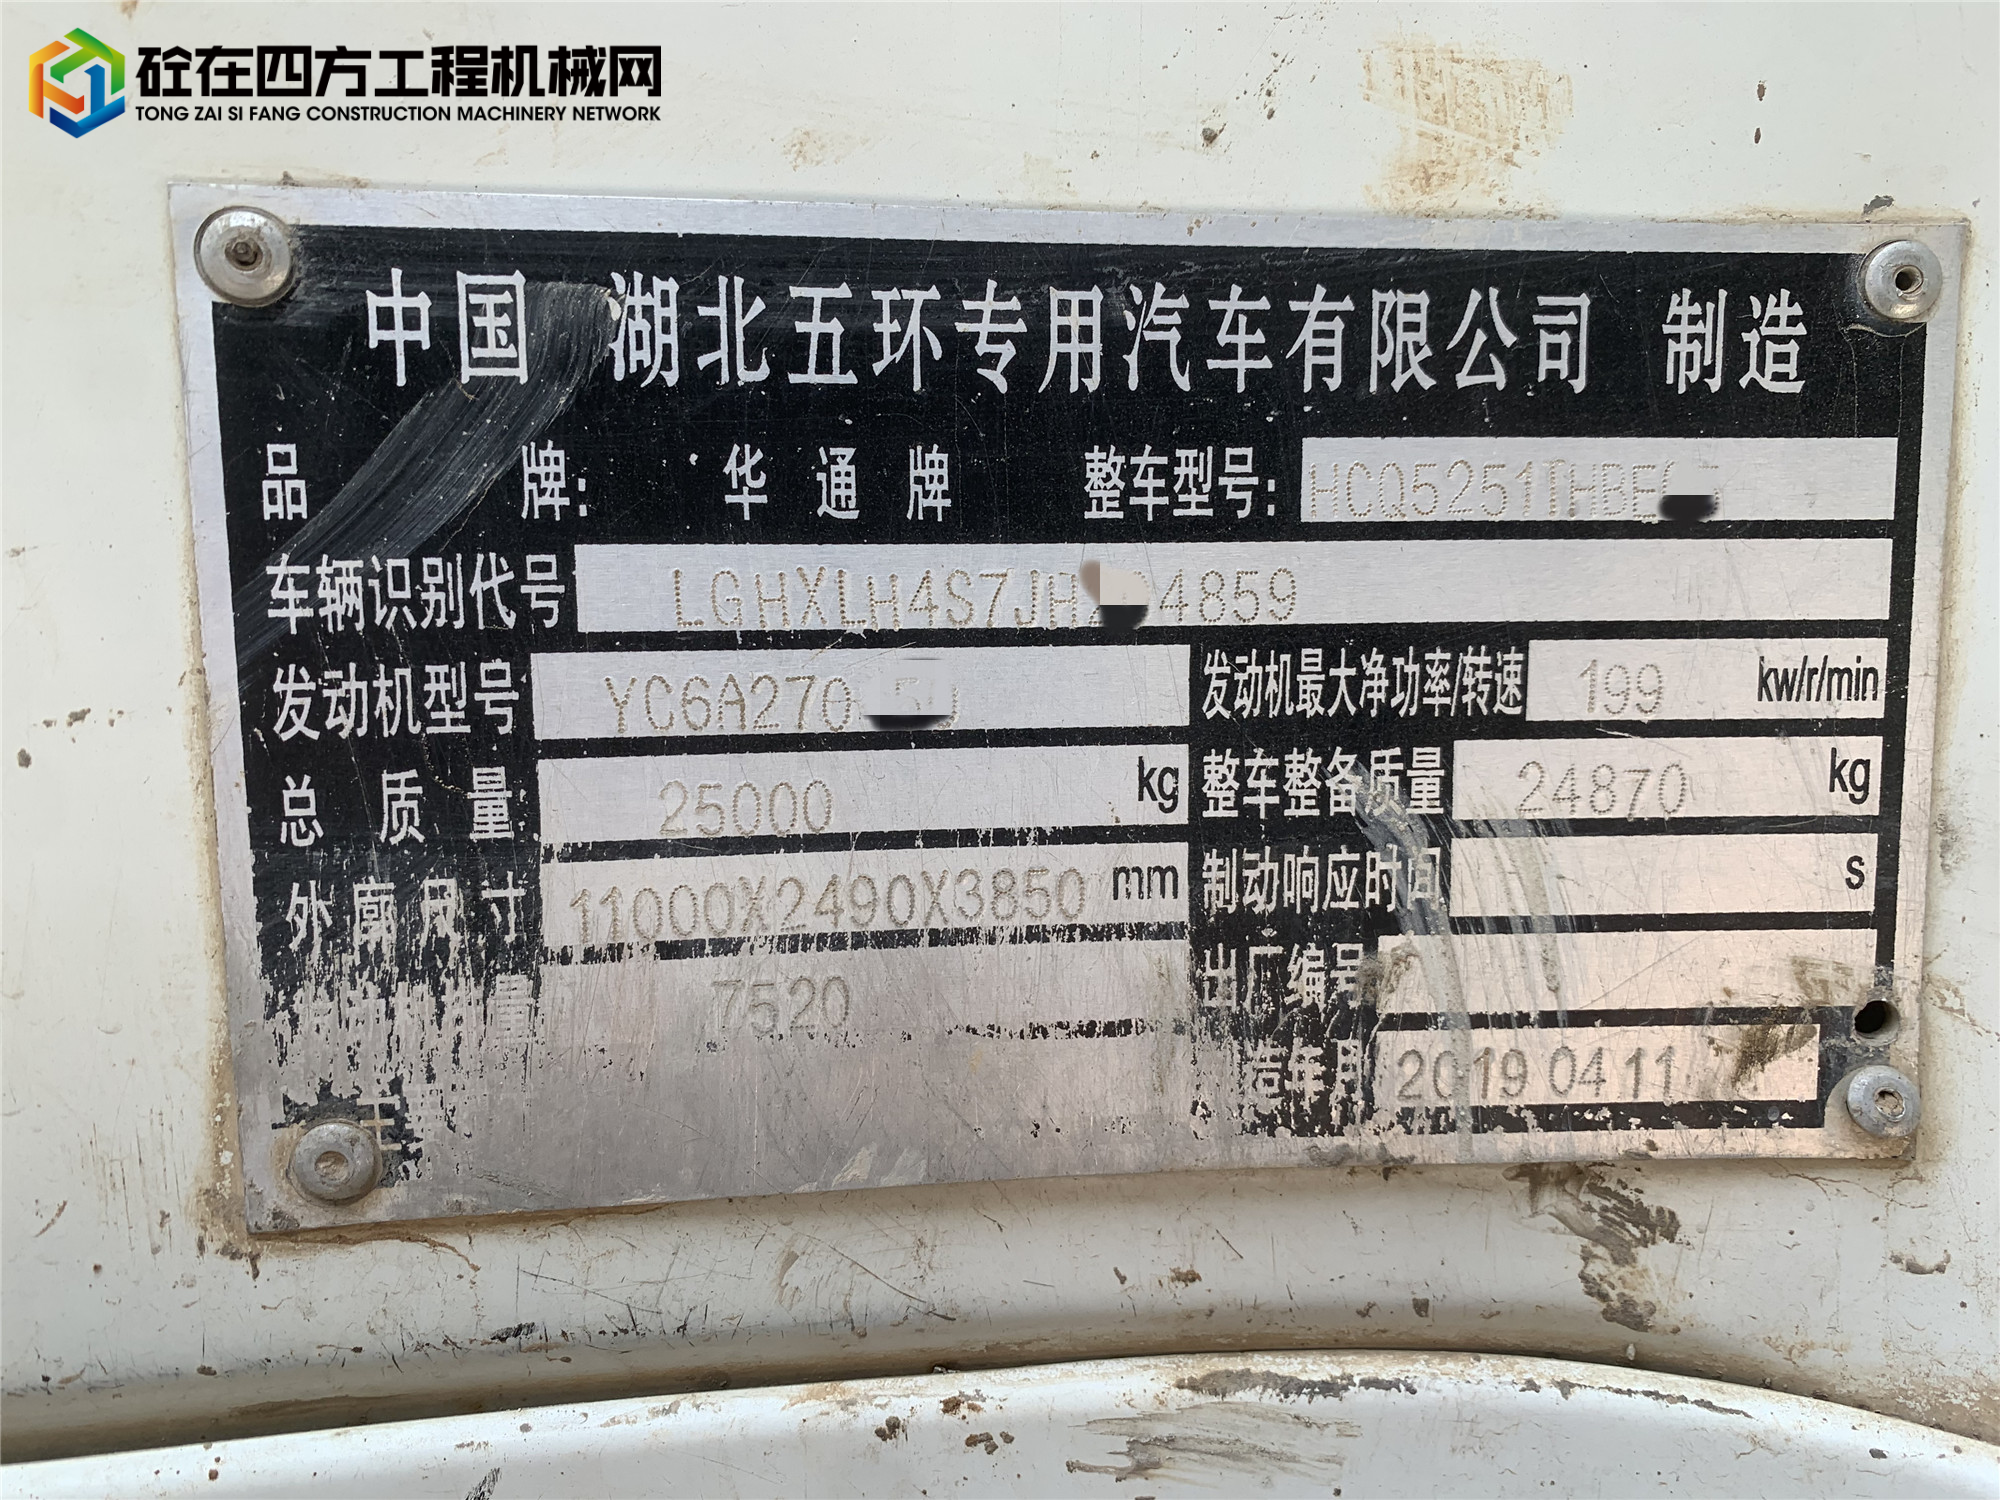 砼在四方工程机械网
TONG ZAI SI FANG CONSTRUCTION MACHINERY NETWORK
中国 湖北五环专用汽车有限公司 制造
品 牌: 华通牌 整车型号: HCQ5251THBE
车辆识别代号 LGHXLH4S7JH 4859
发动机型号 YC6A270 发动机最大净功率/转速 199 kw/r/min
总质量: 25000 kg 整车整备质量 24870 kg
外廓尺寸 11000X2490X3850 mm 制动响应时间 s
7520 出厂编号
造车月 2019 04 11